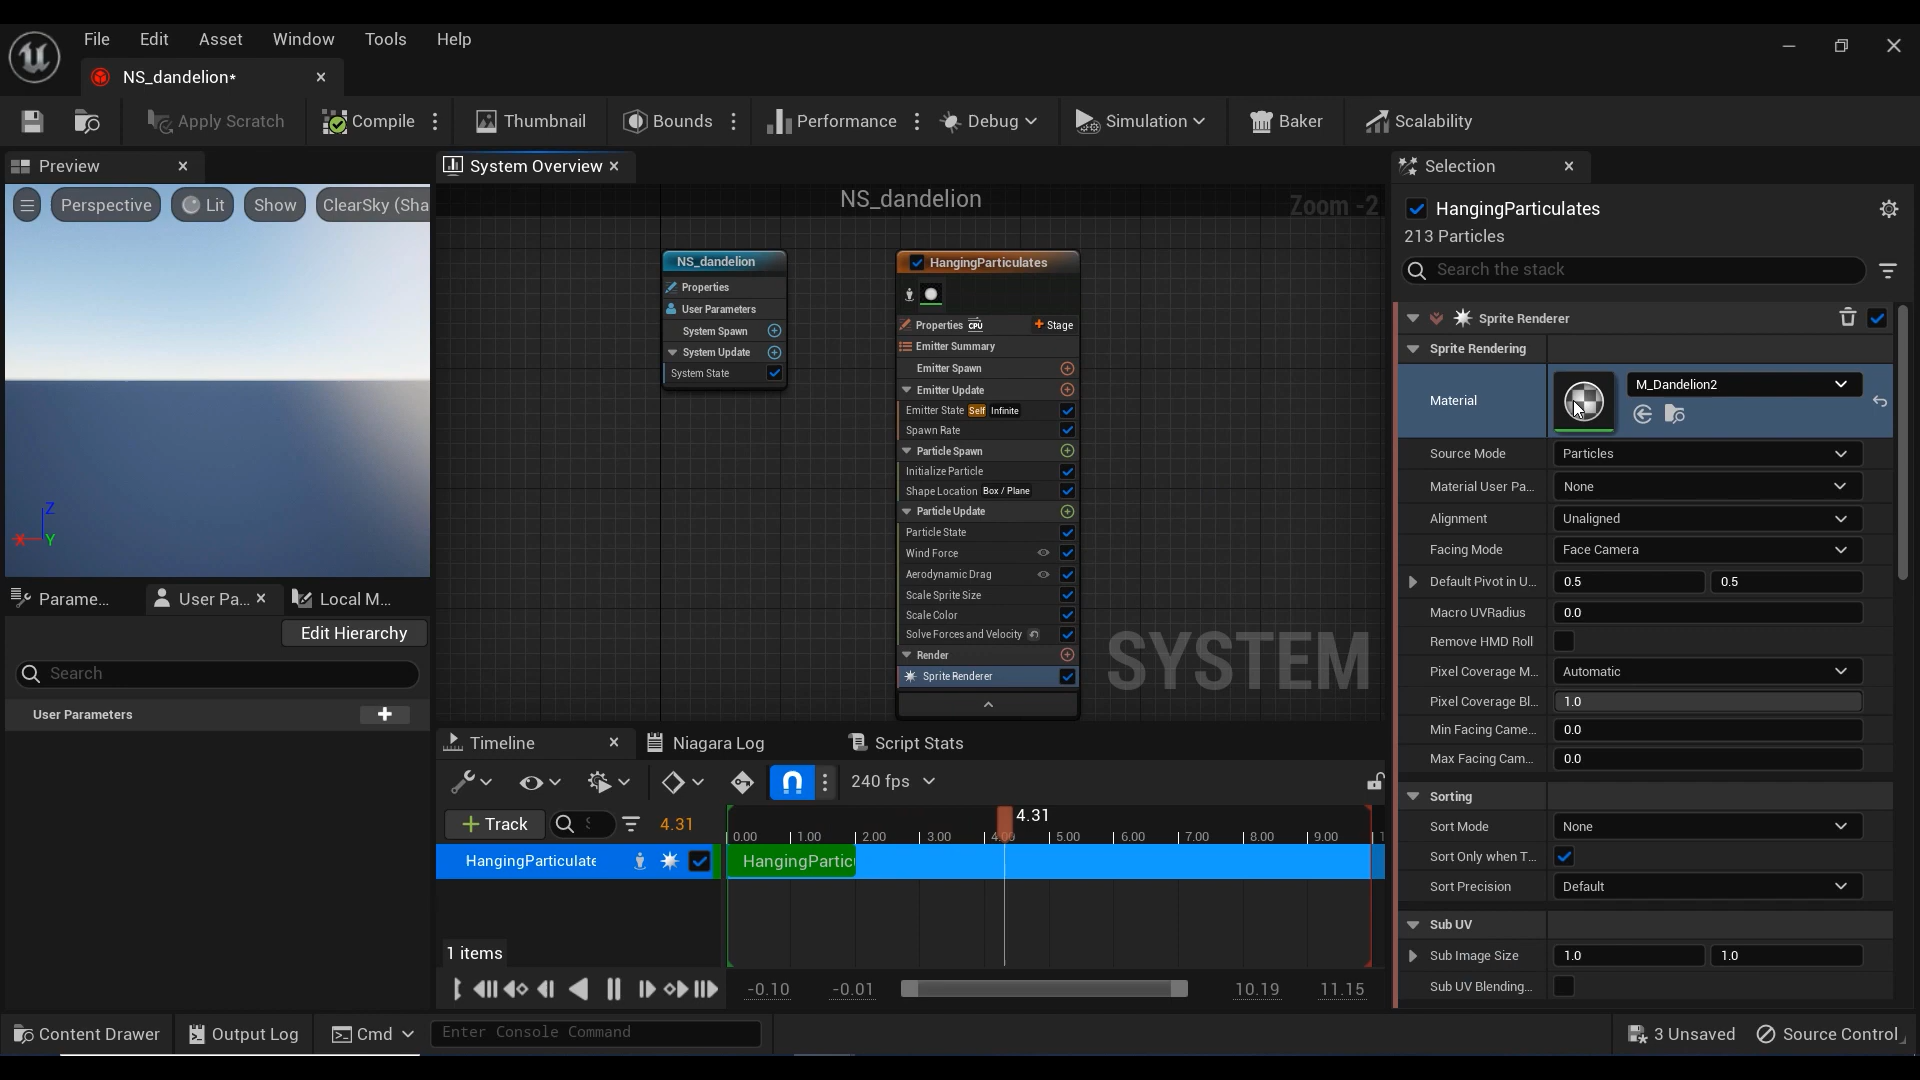 File Edit Asset Window Tools Help
NS_dandelion*
Apply Scratch Compile Thumbnail Bounds Performance Debug Simulation Baker Scalability
Preview
Perspective Lit Show ClearSky (Sha
Z
X Y
Parame... User Pa... Local M...
Edit Hierarchy
Search
User Parameters
System Overview
NS_dandelion
Zoom -2
NS_dandelion
Properties
User Parameters
System Spawn
System Update
System State
HangingParticulates
Properties CPU Stage
Emitter Summary
Emitter Spawn
Emitter Update
Emitter State Self Infinite
Spawn Rate
Particle Spawn
Initialize Particle
Shape Location Box / Plane
Particle Update
Particle State
Wind Force
Aerodynamic Drag
Scale Sprite Size
Scale Color
Solve Forces and Velocity
Render
Sprite Renderer
SYSTEM
Timeline Niagara Log Script Stats
240 fps
Track 4.31
4.31
0.00 1.00 2.00 3.00 4.00 5.00 6.00 7.00 8.00 9.00
HangingParticulate HangingPartic
1 items
-0.10 -0.01 10.19 11.15
Selection
HangingParticulates
213 Particles
Search the stack
Sprite Renderer
Sprite Rendering
Material M_Dandelion2
Source Mode Particles
Material User Pa... None
Alignment Unaligned
Facing Mode Face Camera
Default Pivot in U... 0.5 0.5
Macro UVRadius 0.0
Remove HMD Roll
Pixel Coverage M... Automatic
Pixel Coverage Bl... 1.0
Min Facing Came... 0.0
Max Facing Cam... 0.0
Sorting
Sort Mode None
Sort Only when T...
Sort Precision Default
Sub UV
Sub Image Size 1.0 1.0
Sub UV Blending...
Content Drawer Output Log Cmd Enter Console Command 3 Unsaved Source Control